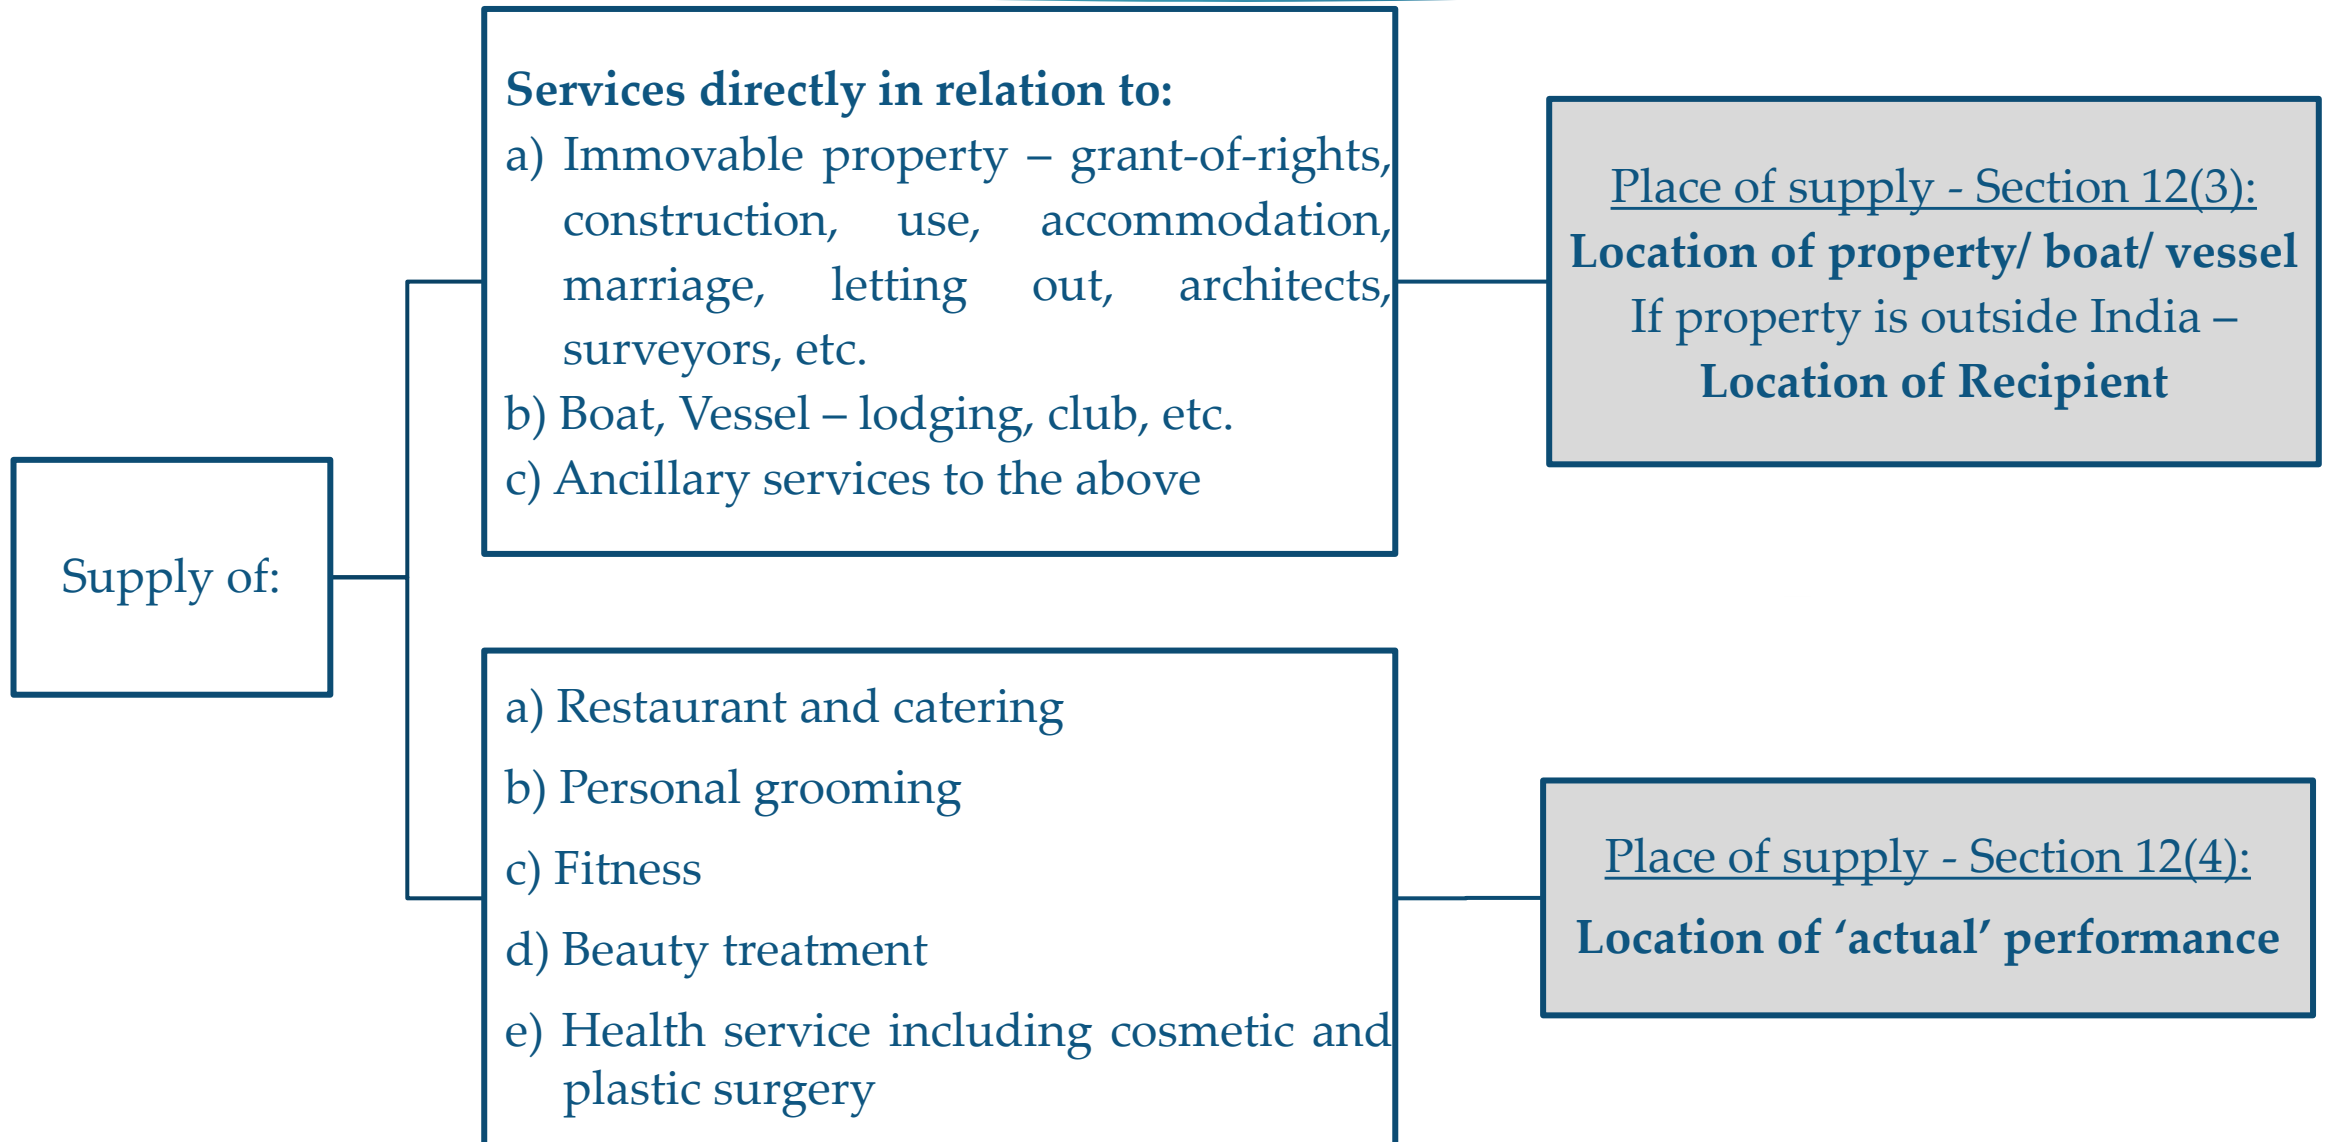 Supply of:
Services directly in relation to:
a) Immovable property – grant-of-rights,
construction, use, accommodation,
marriage, letting out, architects,
surveyors, etc.
b) Boat, Vessel – lodging, club, etc.
c) Ancillary services to the above
Place of supply - Section 12(3):
Location of property/ boat/ vessel
If property is outside India –
Location of Recipient
a) Restaurant and catering
b) Personal grooming
c) Fitness
d) Beauty treatment
e) Health service including cosmetic and
plastic surgery
Place of supply - Section 12(4):
Location of ‘actual’ performance